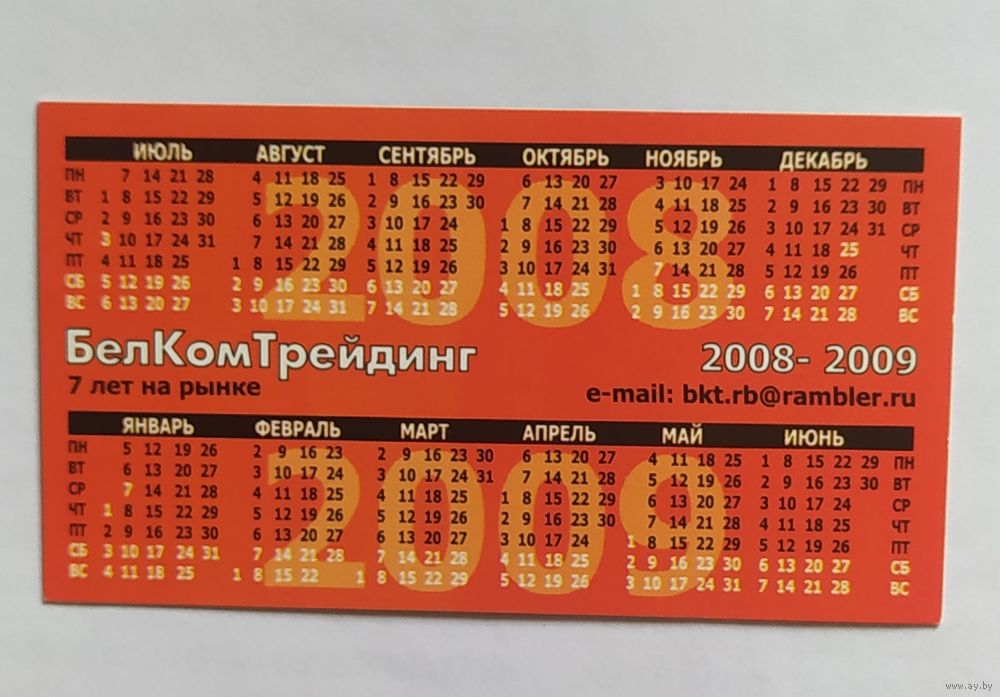 ИЮЛЬ АВГУСТ СЕНТЯБРЬ ОКТЯБРЬ НОЯБРЬ ДЕКАБРЬ
ПН 7 14 21 28 4 11 18 25 1 8 15 22 29 6 13 20 27 3 10 17 24 1 8 15 22 29 ПН
ВТ 1 8 15 22 29 5 12 19 26 2 9 16 23 30 7 14 21 28 4 11 18 25 2 9 16 23 30 ВТ
СР 2 9 16 23 30 6 13 20 27 3 10 17 24 1 8 15 22 29 5 12 19 26 3 10 17 24 31 СР
ЧТ 3 10 17 24 31 7 14 21 28 4 11 18 25 2 9 16 23 30 6 13 20 27 4 11 18 25 ЧТ
ПТ 4 11 18 25 1 8 15 22 29 5 12 19 26 3 10 17 24 31 7 14 21 28 5 12 19 26 ПТ
СБ 5 12 19 26 2 9 16 23 30 6 13 20 27 4 11 18 25 1 8 15 22 29 6 13 20 27 СБ
ВС 6 13 20 27 3 10 17 24 31 7 14 21 28 5 12 19 26 2 9 16 23 30 7 14 21 28 ВС
2008
БелКомТрейдинг 2008- 2009
7 лет на рынке e-mail: bkt.rb@rambler.ru
ЯНВАРЬ ФЕВРАЛЬ МАРТ АПРЕЛЬ МАЙ ИЮНЬ
ПН 5 12 19 26 2 9 16 23 2 9 16 23 30 6 13 20 27 4 11 18 25 1 8 15 22 29 ПН
ВТ 6 13 20 27 3 10 17 24 3 10 17 24 31 7 14 21 28 5 12 19 26 2 9 16 23 30 ВТ
СР 7 14 21 28 4 11 18 25 4 11 18 25 1 8 15 22 29 6 13 20 27 3 10 17 24 СР
ЧТ 1 8 15 22 29 5 12 19 26 5 12 19 26 2 9 16 23 30 7 14 21 28 4 11 18 25 ЧТ
ПТ 2 9 16 23 30 6 13 20 27 6 13 20 27 3 10 17 24 1 8 15 22 29 5 12 19 26 ПТ
СБ 3 10 17 24 31 7 14 21 28 7 14 21 28 4 11 18 25 2 9 16 23 30 6 13 20 27 СБ
ВС 4 11 18 25 1 8 15 22 1 8 15 22 29 5 12 19 26 3 10 17 24 31 7 14 21 28 ВС
2009
www.ay.by